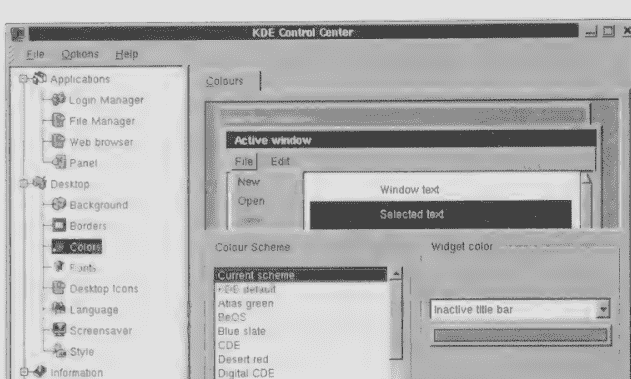 KDE Control Center
File Options Help
Applications
Login Manager
File Manager
Web browser
Panel
Desktop
Background
Borders
Colors
Fonts
Desktop Icons
Language
Screensaver
Style
Information
Colours
Active window
File Edit
New
Open
Window text
Selected text
Colour Scheme
Current scheme
KDE default
Atlas green
BeOS
Blue slate
CDE
Desert red
Digital CDE
Widget color
Inactive title bar